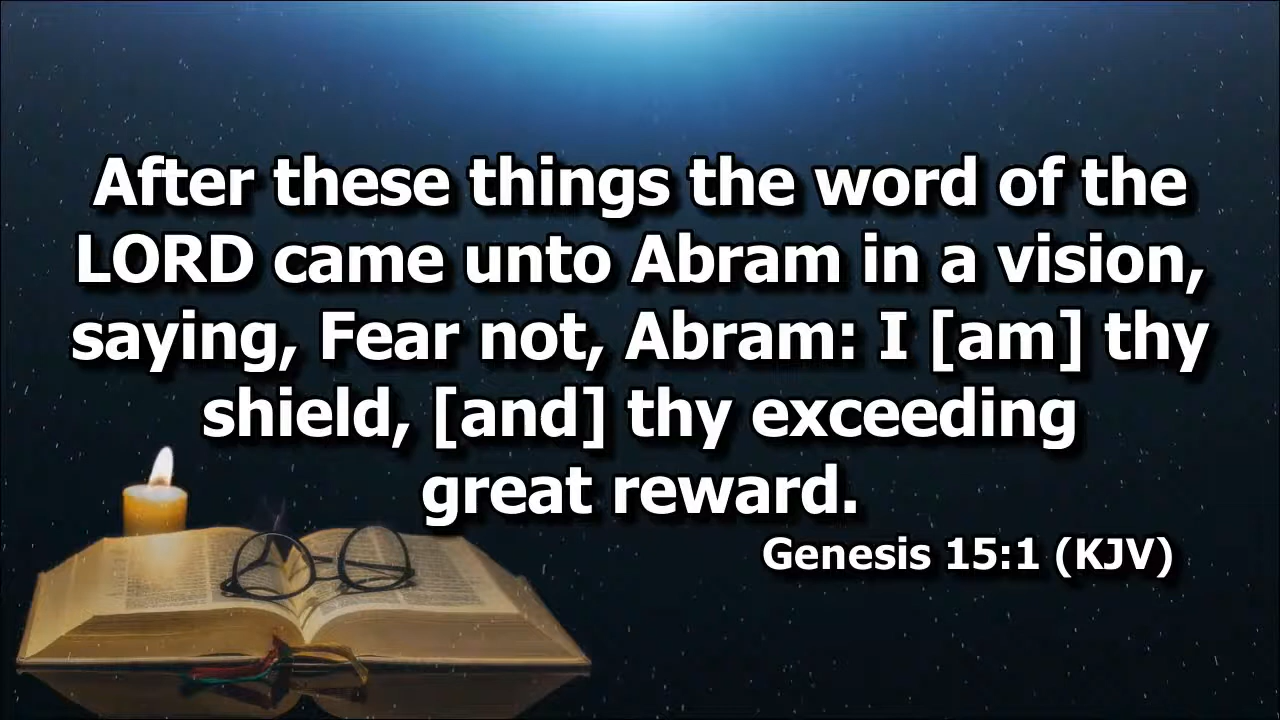 After these things the word of the
LORD came unto Abram in a vision,
saying, Fear not, Abram: I [am] thy
shield, [and] thy exceeding
great reward.
Genesis 15:1 (KJV)